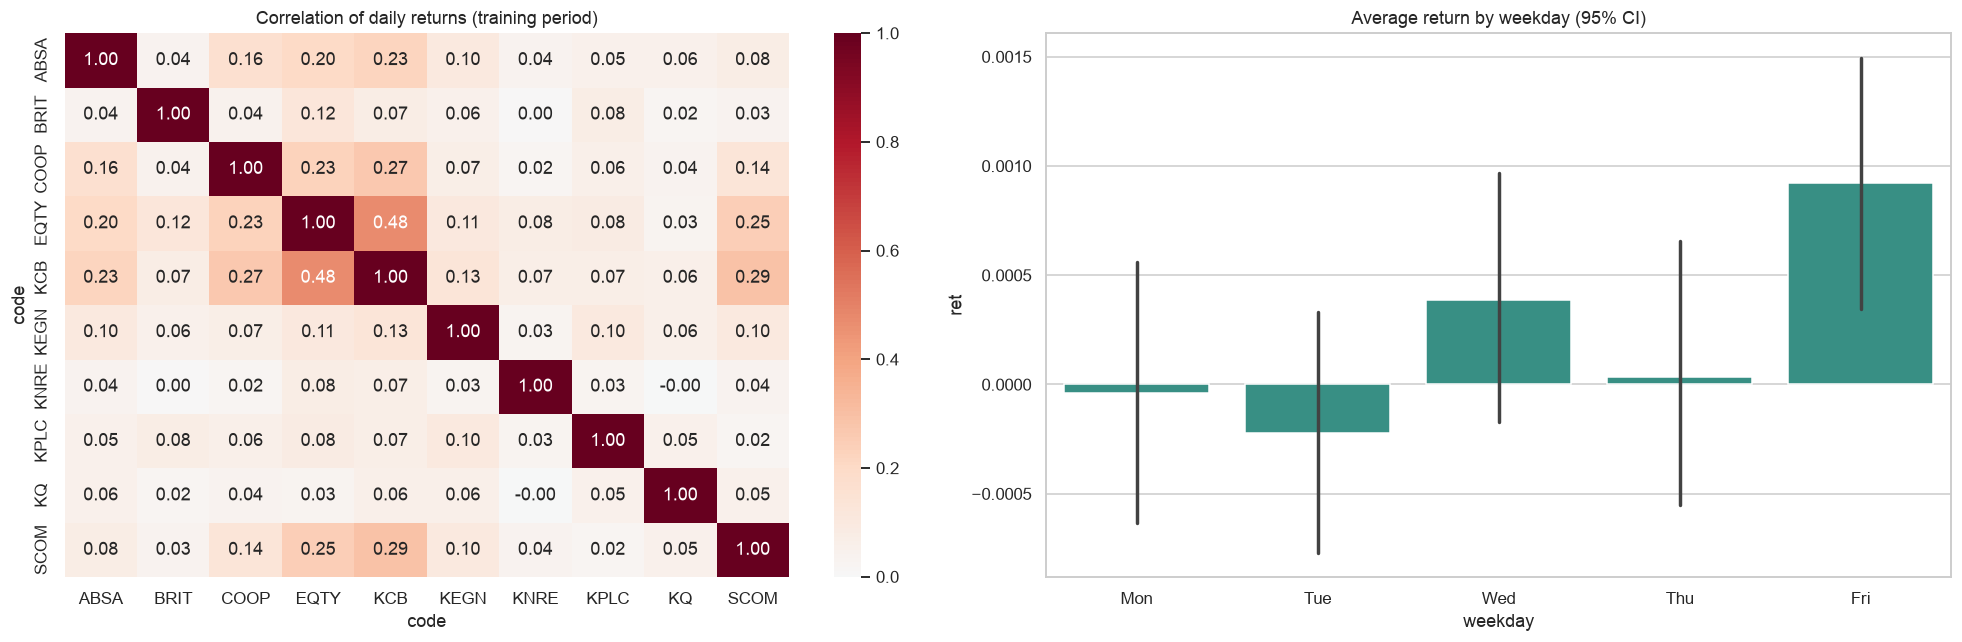 Correlation of daily returns (training period)
ABSA 1.00 0.04 0.16 0.20 0.23 0.10 0.04 0.05 0.06 0.08
BRIT 0.04 1.00 0.04 0.12 0.07 0.06 0.00 0.08 0.02 0.03
COOP 0.16 0.04 1.00 0.23 0.27 0.07 0.02 0.06 0.04 0.14
EQTY 0.20 0.12 0.23 1.00 0.48 0.11 0.08 0.08 0.03 0.25
KCB 0.23 0.07 0.27 0.48 1.00 0.13 0.07 0.07 0.06 0.29
KEGN 0.10 0.06 0.07 0.11 0.13 1.00 0.03 0.10 0.06 0.10
KNRE 0.04 0.00 0.02 0.08 0.07 0.03 1.00 0.03 -0.00 0.04
KPLC 0.05 0.08 0.06 0.08 0.07 0.10 0.03 1.00 0.05 0.02
KQ 0.06 0.02 0.04 0.03 0.06 0.06 -0.00 0.05 1.00 0.05
SCOM 0.08 0.03 0.14 0.25 0.29 0.10 0.04 0.02 0.05 1.00
ABSA BRIT COOP EQTY KCB KEGN KNRE KPLC KQ SCOM
code
code
1.0
0.8
0.6
0.4
0.2
0.0
Average return by weekday (95% CI)
0.0015
0.0010
0.0005
0.0000
−0.0005
ret
Mon Tue Wed Thu Fri
weekday